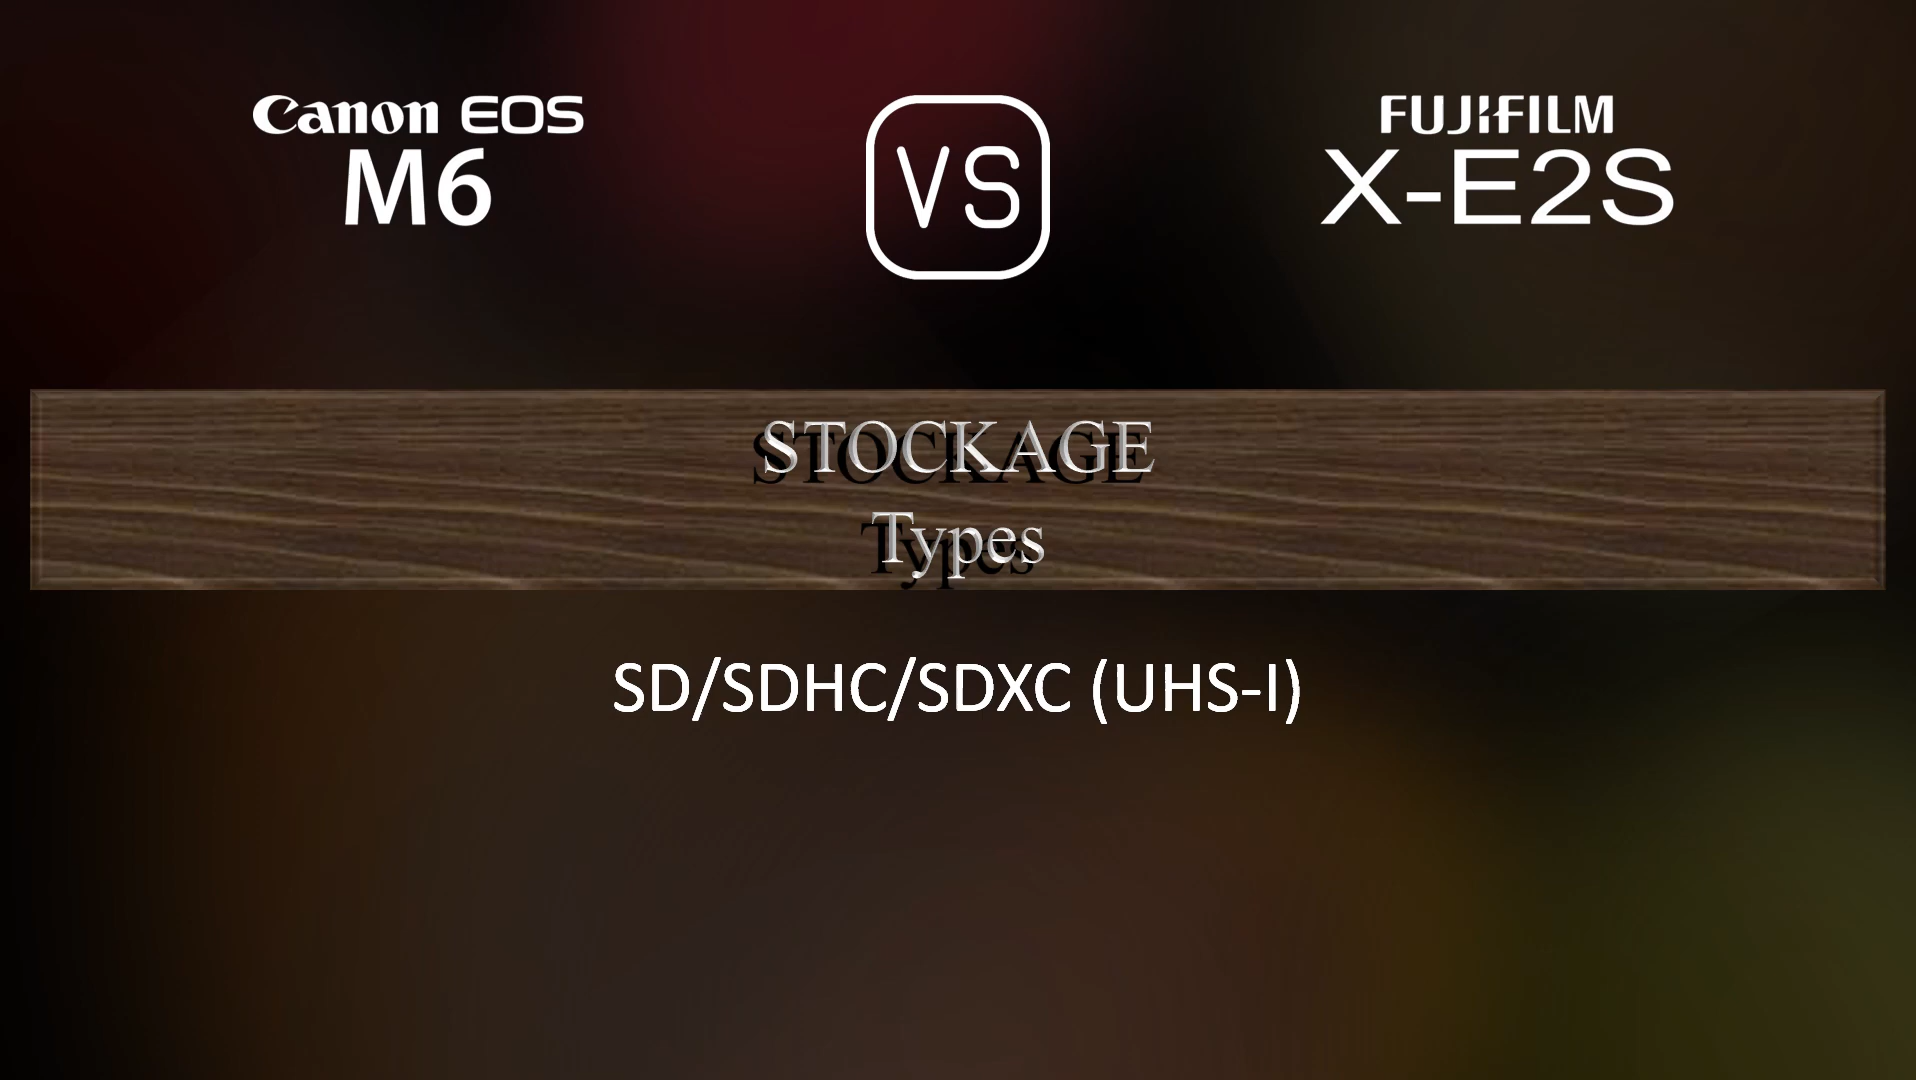 Canon EOS
M6
VS
FUJIFILM
X-E2S
STOCKAGE
Types
SD/SDHC/SDXC (UHS-I)